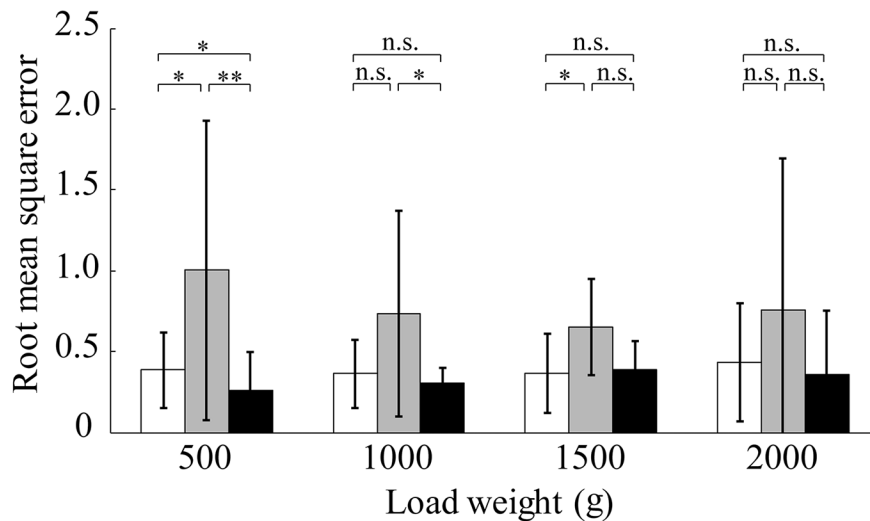 2.5
* n.s. n.s. n.s.
* ** n.s. * * n.s. n.s. n.s.
2.0
1.5
1.0
0.5
0
Root mean square error
500 1000 1500 2000
Load weight (g)